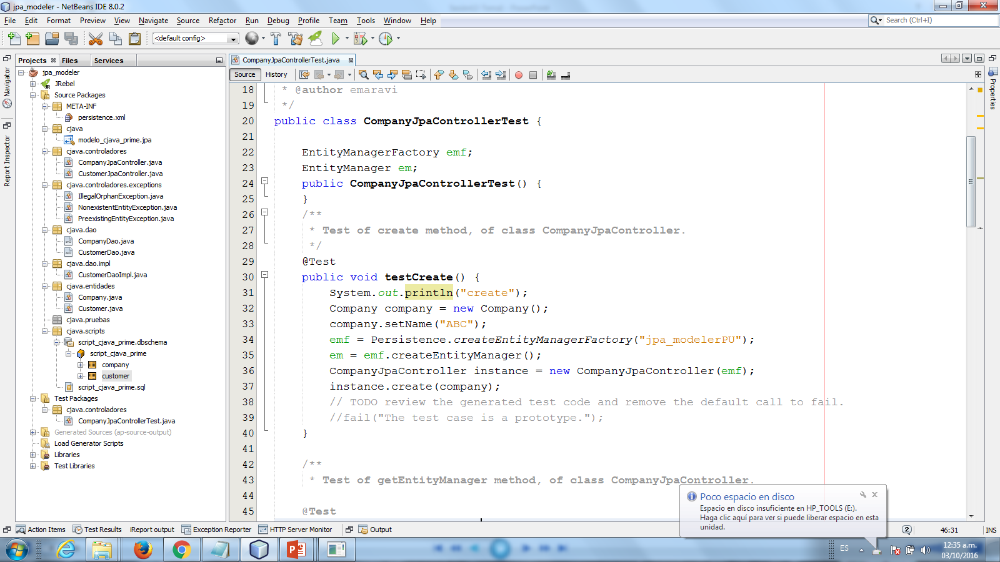 jpa_modeler - NetBeans IDE 8.0.2
File Edit Format Preview View Navigate Source Refactor Run Debug Profile Team Tools Window Help
Search (Ctrl+I)
<default config>
Projects Files Services
Navigator
Report Inspector
jpa_modeler
JRebel
Source Packages
META-INF
persistence.xml
cjava
modelo_cjava_prime.jpa
cjava.controladores
CompanyJpaController.java
CustomerJpaController.java
cjava.controladores.exceptions
IllegalOrphanException.java
NonexistentEntityException.java
PreexistingEntityException.java
cjava.dao
CompanyDao.java
CustomerDao.java
cjava.dao.impl
CustomerDaoImpl.java
cjava.entidades
Company.java
Customer.java
cjava.pruebas
cjava.scripts
script_cjava_prime.dbschema
script_cjava_prime
company
customer
script_cjava_prime.sql
Test Packages
cjava.controladores
CompanyJpaControllerTest.java
Generated Sources (ap-source-output)
Load Generator Scripts
Libraries
Test Libraries
CompanyJpaControllerTest.java
Source History
Properties
18 * @author emaravi
19 */
20 public class CompanyJpaControllerTest {
21
22 EntityManagerFactory emf;
23 EntityManager em;
24 public CompanyJpaControllerTest() {
25 }
26 /**
27 * Test of create method, of class CompanyJpaController.
28 */
29 @Test
30 public void testCreate() {
31 System.out.println("create");
32 Company company = new Company();
33 company.setName("ABC");
34 emf = Persistence.createEntityManagerFactory("jpa_modelerPU");
35 em = emf.createEntityManager();
36 CompanyJpaController instance = new CompanyJpaController(emf);
37 instance.create(company);
38 // TODO review the generated test code and remove the default call to fail.
39 //fail("The test case is a prototype.");
40 }
41
42 /**
43 * Test of getEntityManager method, of class CompanyJpaController.
44
45 @Test
Poco espacio en disco
Espacio en disco insuficiente en HP_TOOLS (E:).
Haga clic aquí para ver si puede liberar espacio en esta
unidad.
Action Items Test Results iReport output Exception Reporter HTTP Server Monitor Output
2 46:31 INS
ES
12:35 a.m.
03/10/2016